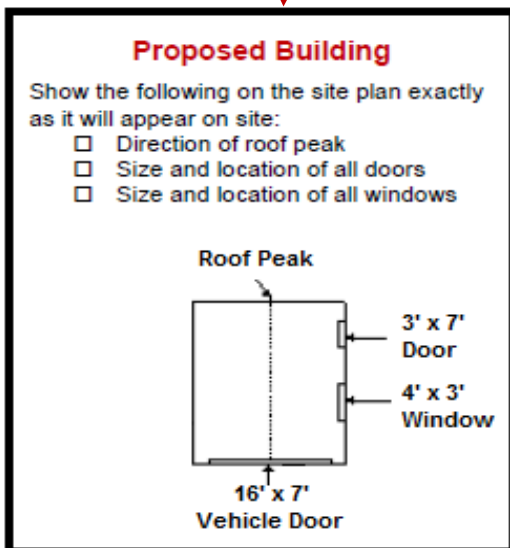 Proposed Building
Show the following on the site plan exactly
as it will appear on site:
☐ Direction of roof peak
☐ Size and location of all doors
☐ Size and location of all windows
Roof Peak
3' x 7'
Door
4' x 3'
Window
16' x 7'
Vehicle Door